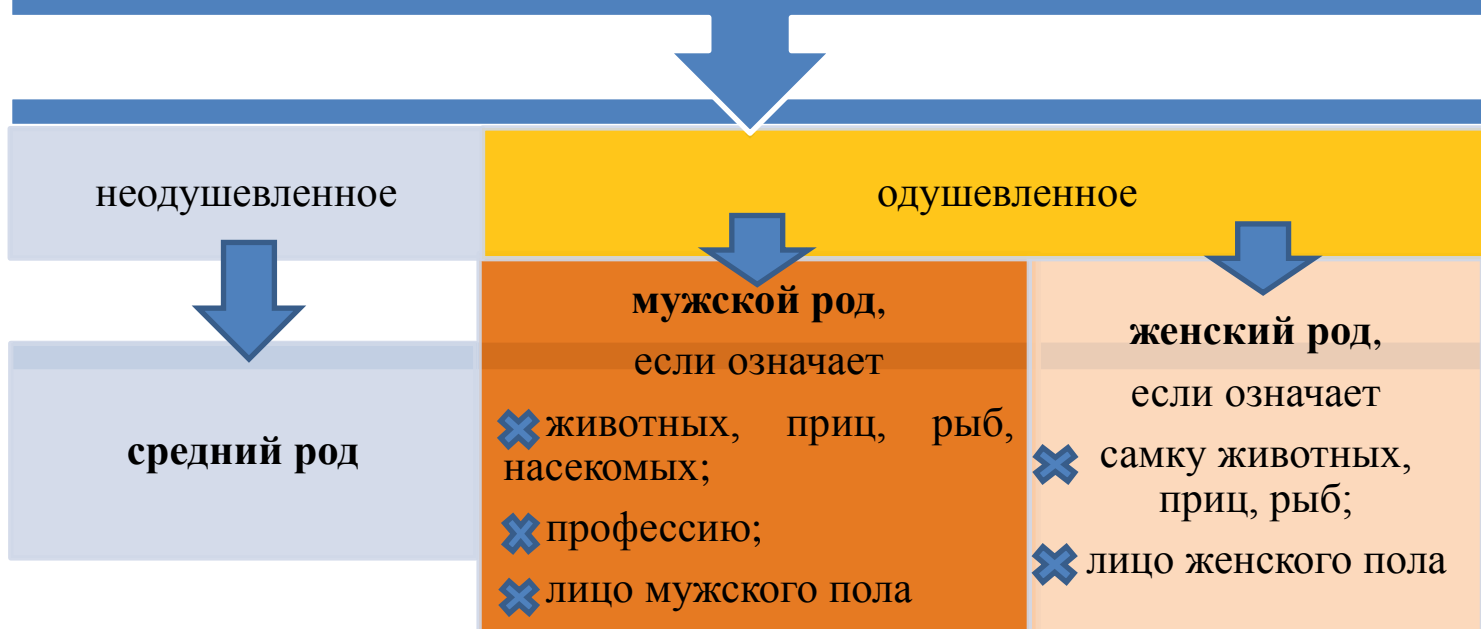 неодушевленное
одушевленное
средний род
мужской род,
если означает
животных, приц, рыб,
насекомых;
профессию;
лицо мужского пола
женский род,
если означает
самку животных,
приц, рыб;
лицо женского пола